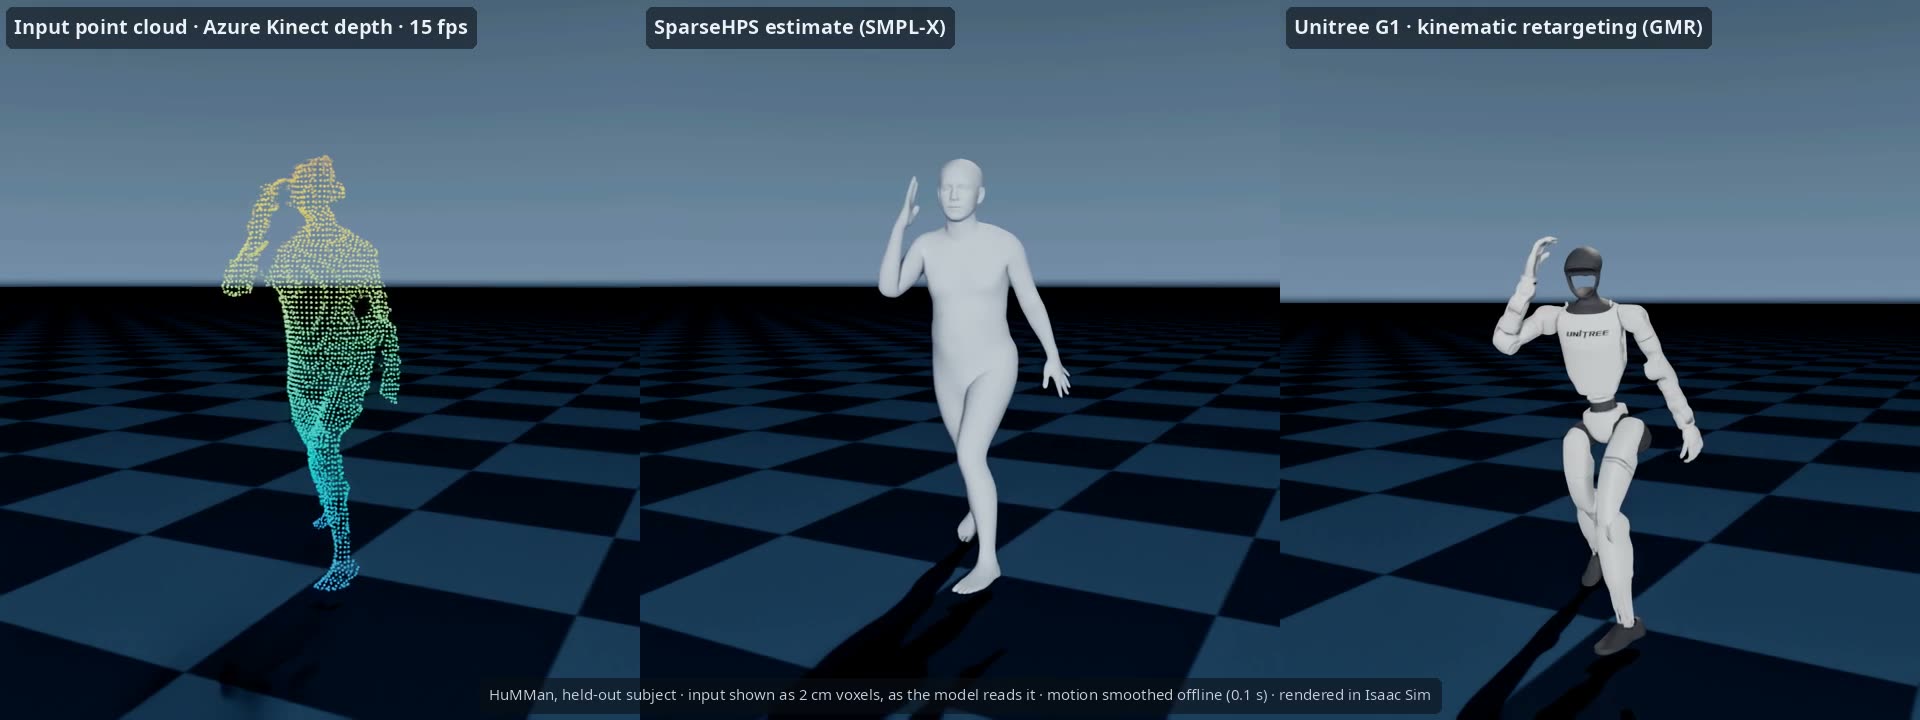 Input point cloud · Azure Kinect depth · 15 fps
SparseHPS estimate (SMPL-X)
Unitree G1 · kinematic retargeting (GMR)
UNITREE
HuMMan, held-out subject · input shown as 2 cm voxels, as the model reads it · motion smoothed offline (0.1 s) · rendered in Isaac Sim